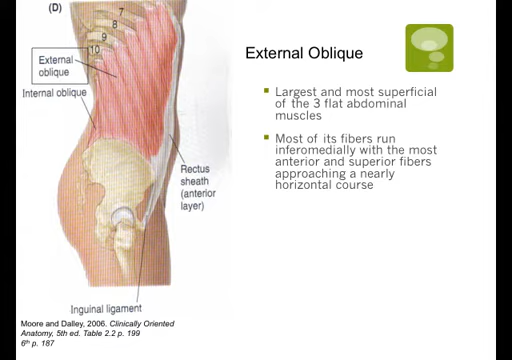 (D)
7
8
9
10
External
oblique
Internal oblique
Rectus
sheath
(anterior
layer)
Inguinal ligament
Moore and Dalley, 2006. Clinically Oriented
Anatomy, 5th ed. Table 2.2 p. 199
6th p. 187
External Oblique
Largest and most superficial
of the 3 flat abdominal
muscles
Most of its fibers run
inferomedially with the most
anterior and superior fibers
approaching a nearly
horizontal course